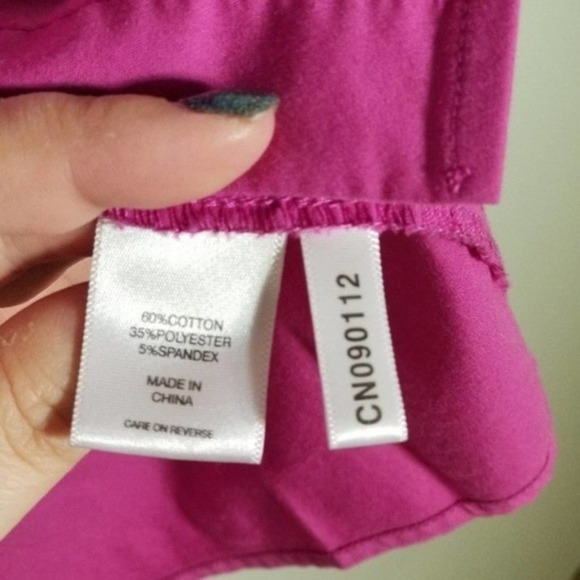 60%COTTON
35%POLYESTER
5%SPANDEX
MADE IN
CHINA
CARE ON REVERSE
CN090112